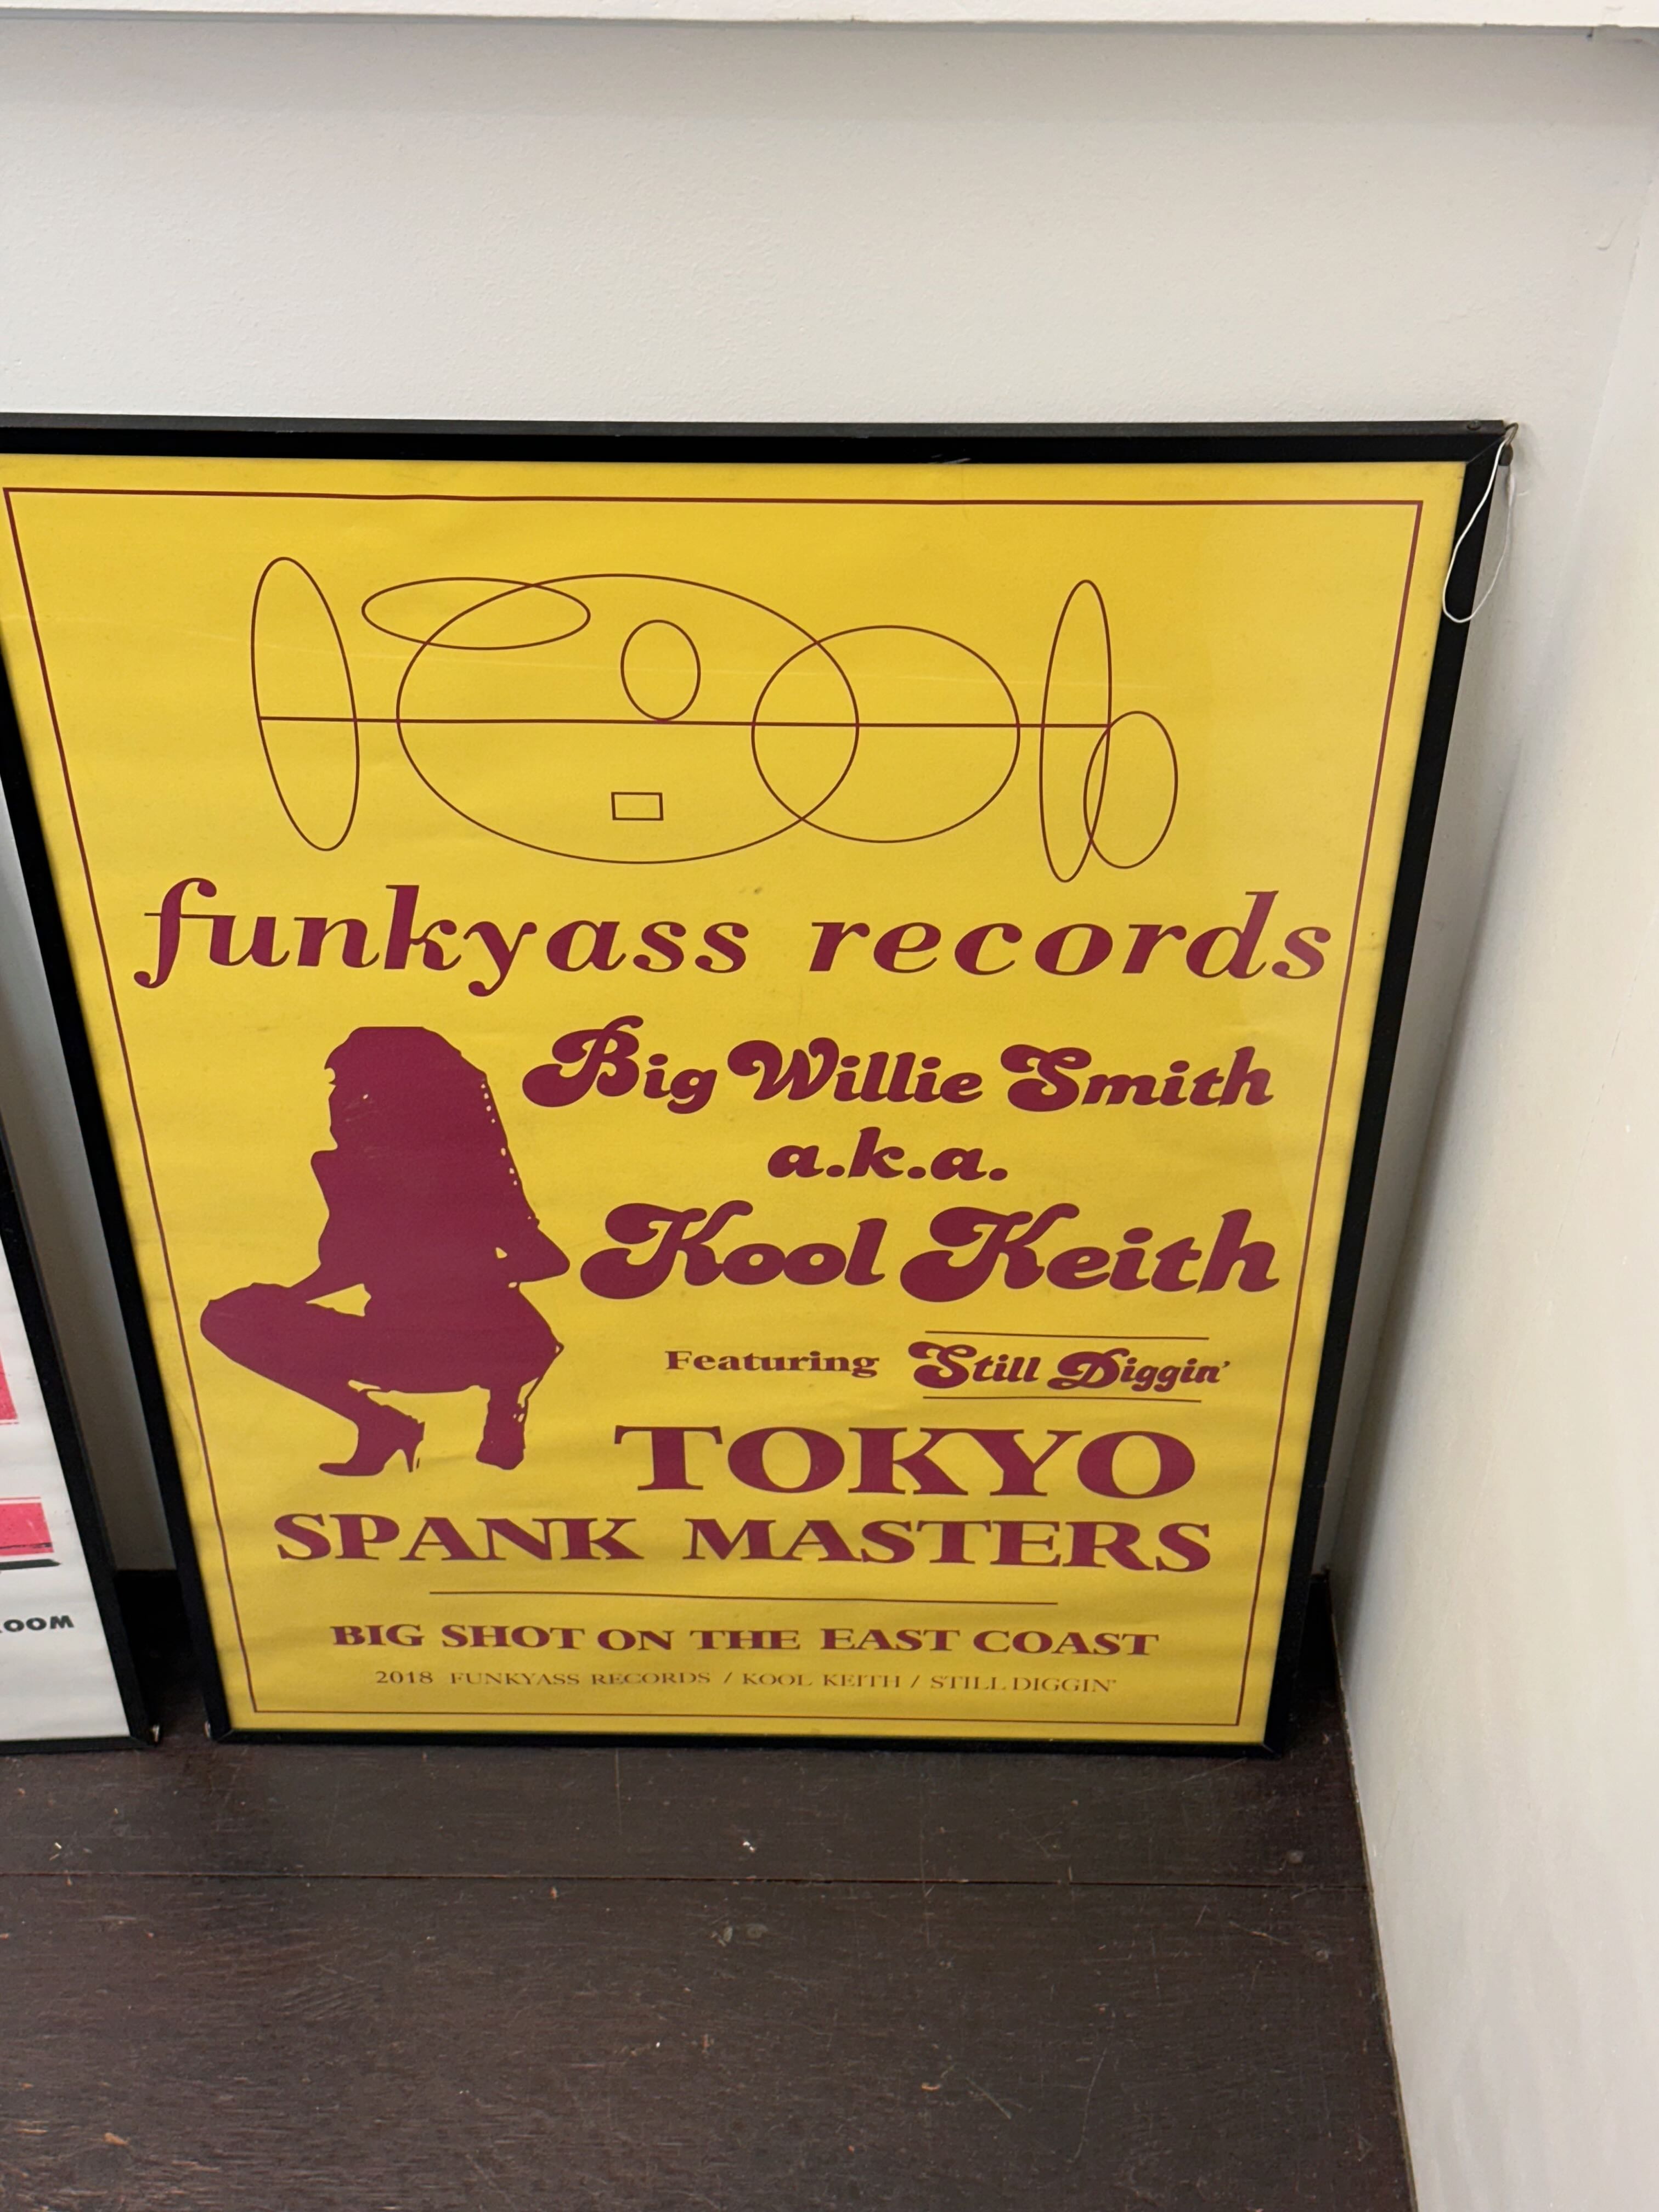 funkyass records
Big Willie Smith
a.k.a.
Kool Keith
Featuring Still Diggin'
TOKYO
SPANK MASTERS
BIG SHOT ON THE EAST COAST
2018 FUNKYASS RECORDS / KOOL KEITH / STILL DIGGIN'